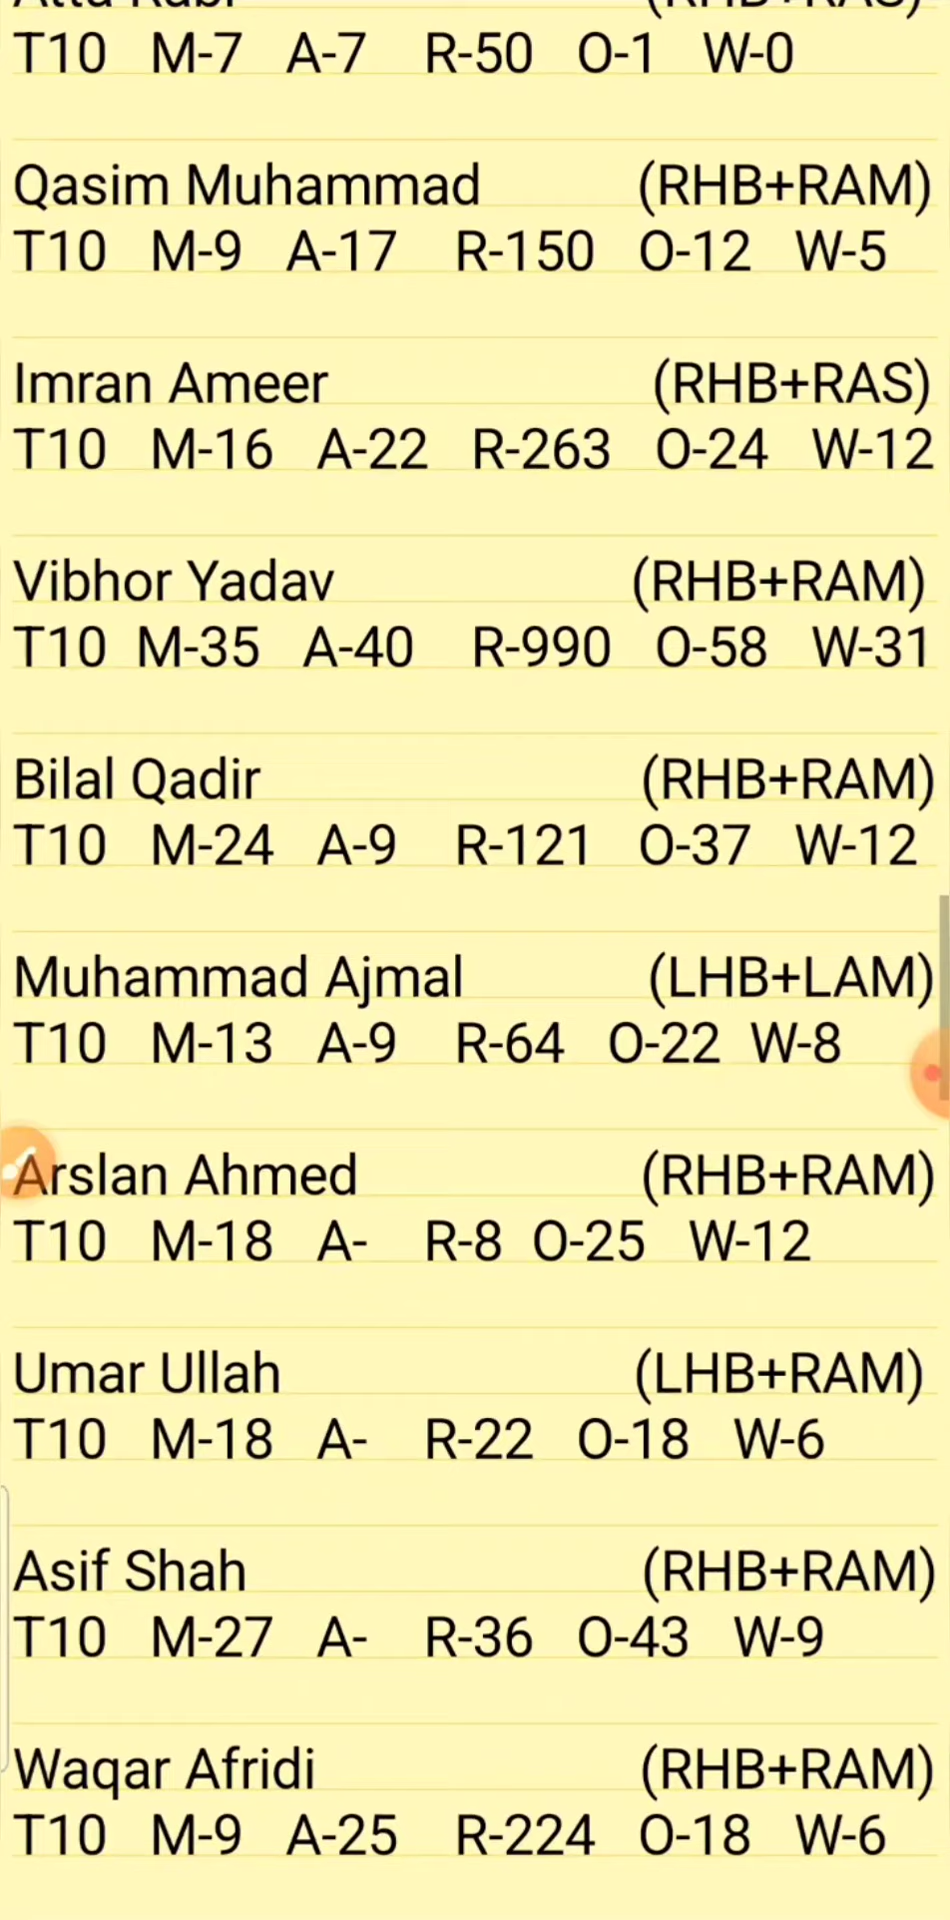 T10 M-7 A-7 R-50 O-1 W-0
Qasim Muhammad (RHB+RAM)
T10 M-9 A-17 R-150 O-12 W-5
Imran Ameer (RHB+RAS)
T10 M-16 A-22 R-263 O-24 W-12
Vibhor Yadav (RHB+RAM)
T10 M-35 A-40 R-990 O-58 W-31
Bilal Qadir (RHB+RAM)
T10 M-24 A-9 R-121 O-37 W-12
Muhammad Ajmal (LHB+LAM)
T10 M-13 A-9 R-64 O-22 W-8
Arslan Ahmed (RHB+RAM)
T10 M-18 A- R-8 O-25 W-12
Umar Ullah (LHB+RAM)
T10 M-18 A- R-22 O-18 W-6
Asif Shah (RHB+RAM)
T10 M-27 A- R-36 O-43 W-9
Waqar Afridi (RHB+RAM)
T10 M-9 A-25 R-224 O-18 W-6